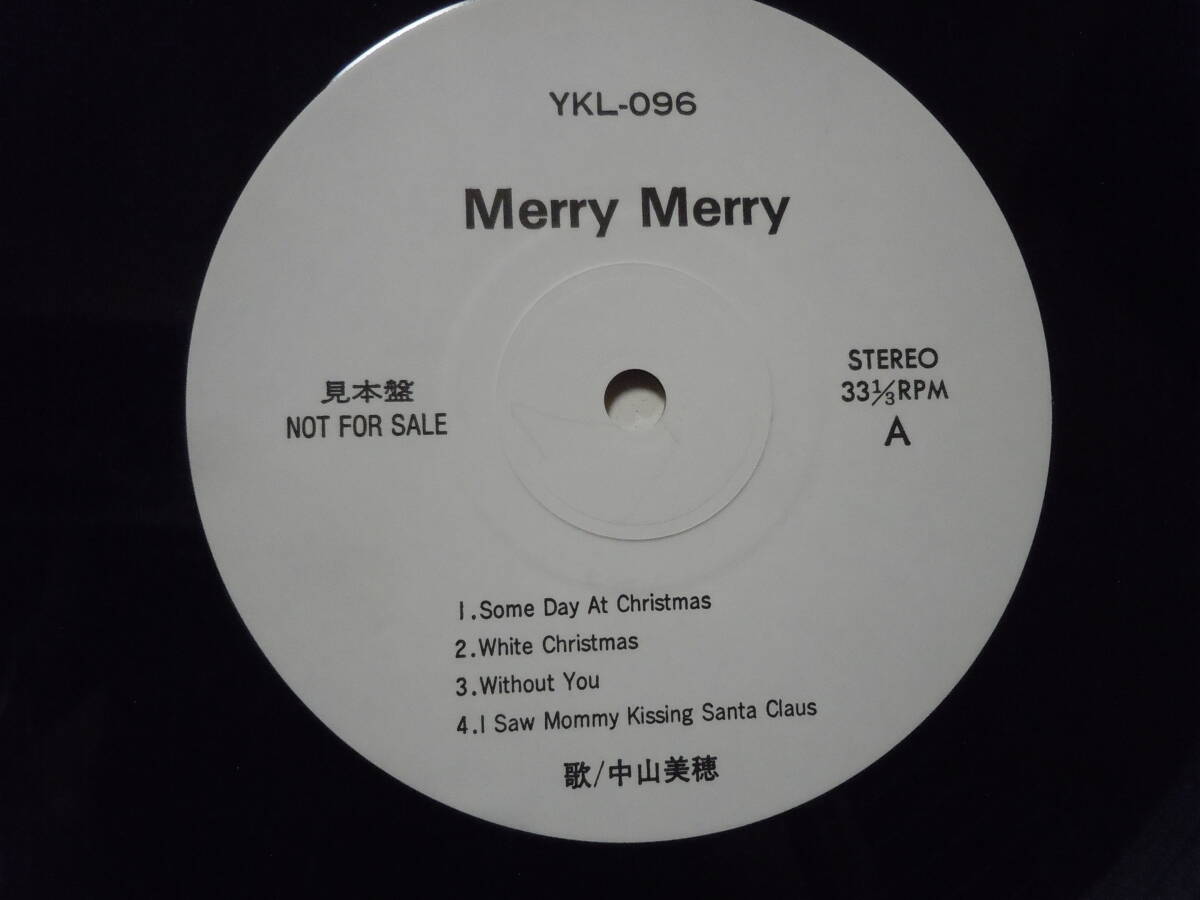 YKL-096
Merry Merry
見本盤
NOT FOR SALE
STEREO
33⅓RPM
A
1.Some Day At Christmas
2.White Christmas
3.Without You
4.I Saw Mommy Kissing Santa Claus
歌/中山美穂